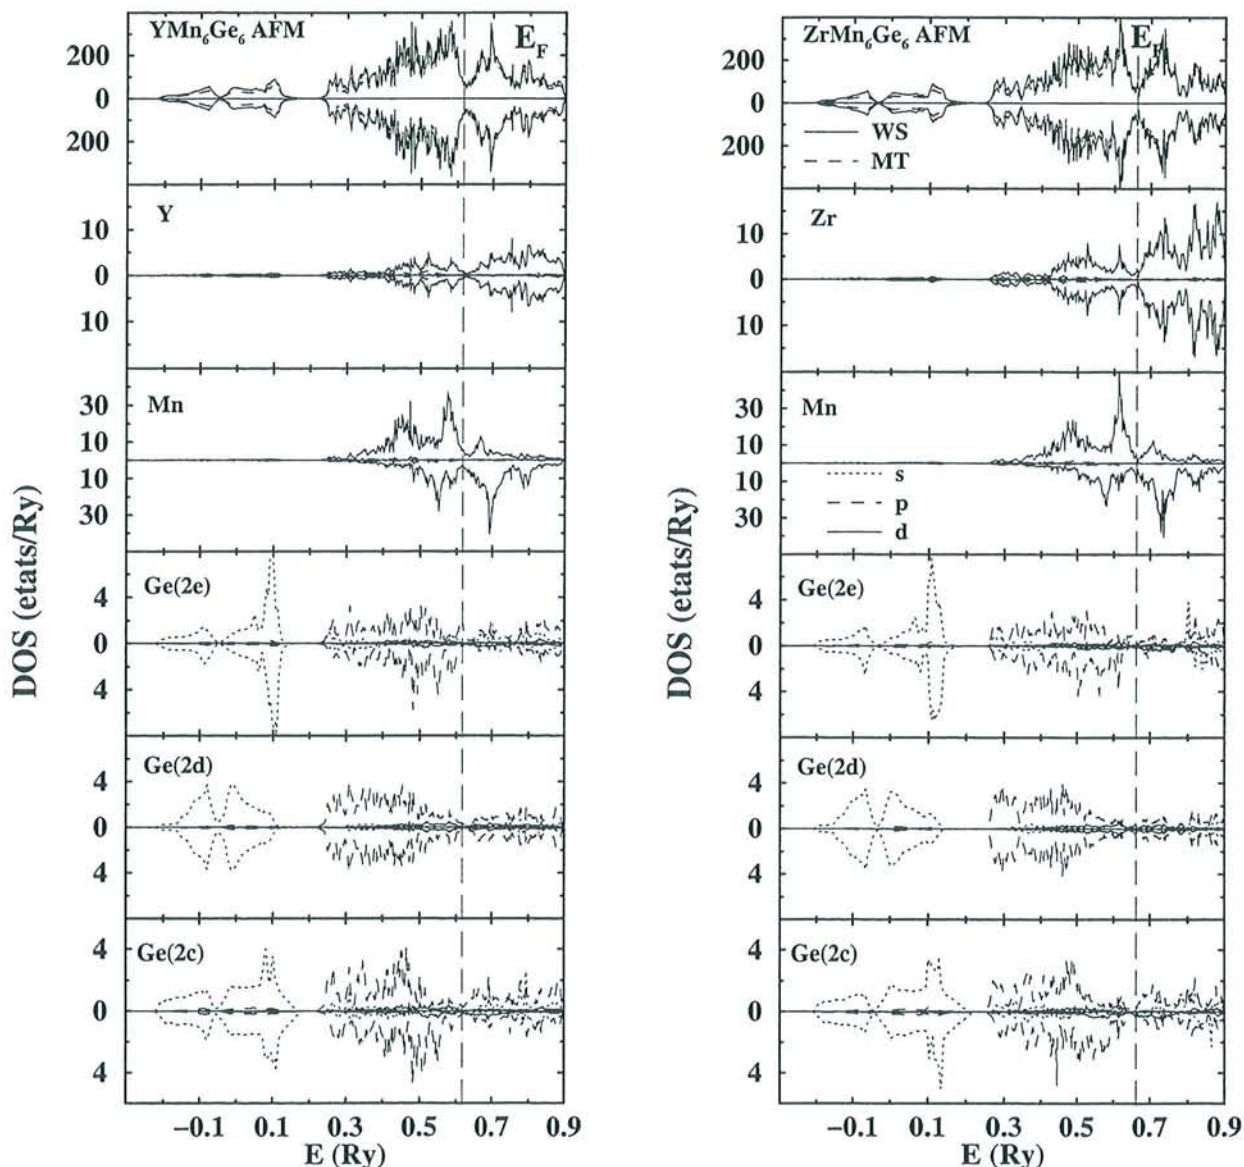 YMn6Ge6 AFM
EF
200
0
200
Y
10
0
10
Mn
30
10
10
30
Ge(2e)
4
0
4
Ge(2d)
4
0
4
Ge(2c)
4
0
4
−0.1 0.1 0.3 0.5 0.7 0.9
E (Ry)
DOS (etats/Ry)
ZrMn6Ge6 AFM
EF
200
0
200
WS
MT
Zr
10
0
10
Mn
30
10
10
30
s
p
d
Ge(2e)
4
0
4
Ge(2d)
4
0
4
Ge(2c)
4
0
4
−0.1 0.1 0.3 0.5 0.7 0.9
E (Ry)
DOS (etats/Ry)